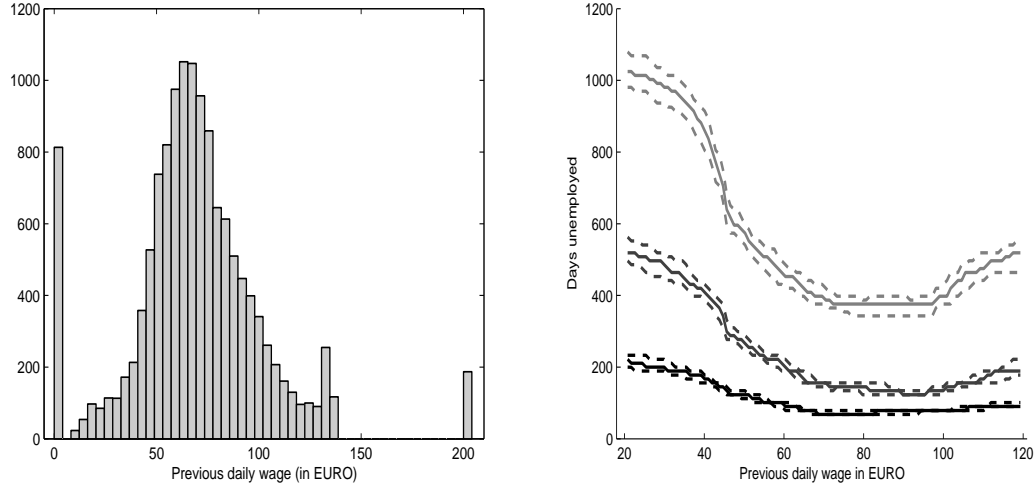 1200
1000
800
600
400
200
0
0 50 100 150 200
Previous daily wage (in EURO)
Days unemployed
1200
1000
800
600
400
200
0
20 40 60 80 100 120
Previous daily wage in EURO